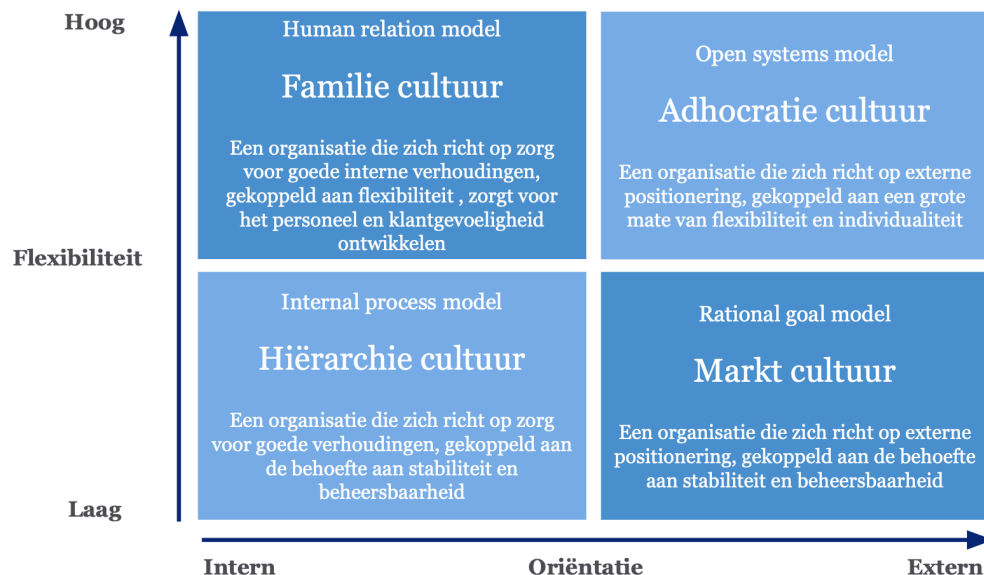 Hoog
Human relation model
Familie cultuur
Een organisatie die zich richt op zorg
voor goede interne verhoudingen,
gekoppeld aan flexibiliteit , zorgt voor
het personeel en klantgevoeligheid
ontwikkelen
Open systems model
Adhocratie cultuur
Een organisatie die zich richt op externe
positionering, gekoppeld aan een grote
mate van flexibiliteit en individualiteit
Flexibiliteit
Internal process model
Hiërarchie cultuur
Een organisatie die zich richt op zorg
voor goede verhoudingen, gekoppeld aan
de behoefte aan stabiliteit en
beheersbaarheid
Rational goal model
Markt cultuur
Een organisatie die zich richt op externe
positionering, gekoppeld aan de behoefte
aan stabiliteit en beheersbaarheid
Laag
Intern
Oriëntatie
Extern